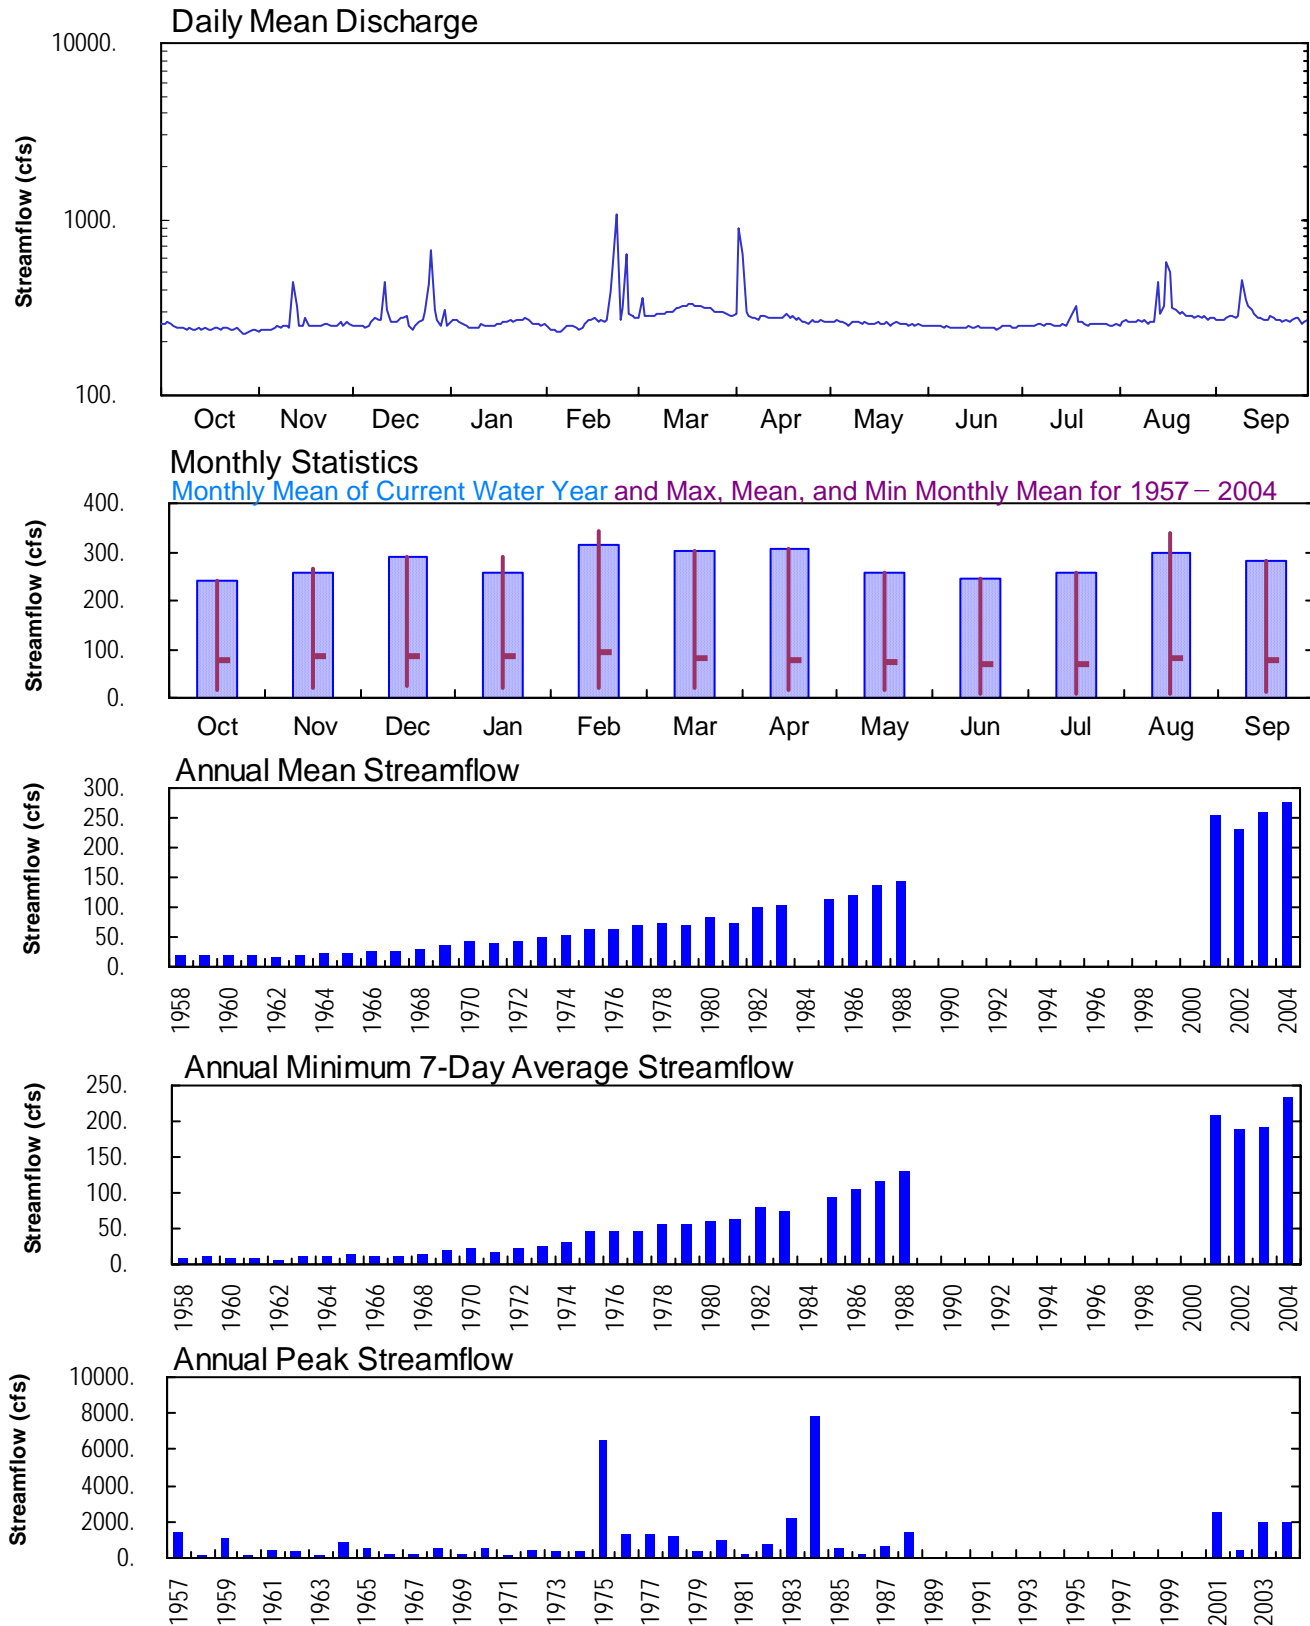 Daily Mean Discharge
Streamflow (cfs)
10000.
1000.
100.
Oct Nov Dec Jan Feb Mar Apr May Jun Jul Aug Sep
Monthly Statistics
Monthly Mean of Current Water Year and Max, Mean, and Min Monthly Mean for 1957 – 2004
Streamflow (cfs)
400.
300.
200.
100.
0.
Oct Nov Dec Jan Feb Mar Apr May Jun Jul Aug Sep
Annual Mean Streamflow
Streamflow (cfs)
300.
250.
200.
150.
100.
50.
0.
1958 1960 1962 1964 1966 1968 1970 1972 1974 1976 1978 1980 1982 1984 1986 1988 1990 1992 1994 1996 1998 2000 2002 2004
Annual Minimum 7-Day Average Streamflow
Streamflow (cfs)
250.
200.
150.
100.
50.
0.
1958 1960 1962 1964 1966 1968 1970 1972 1974 1976 1978 1980 1982 1984 1986 1988 1990 1992 1994 1996 1998 2000 2002 2004
Annual Peak Streamflow
Streamflow (cfs)
10000.
8000.
6000.
4000.
2000.
0.
1957 1959 1961 1963 1965 1967 1969 1971 1973 1975 1977 1979 1981 1983 1985 1987 1989 1991 1993 1995 1997 1999 2001 2003